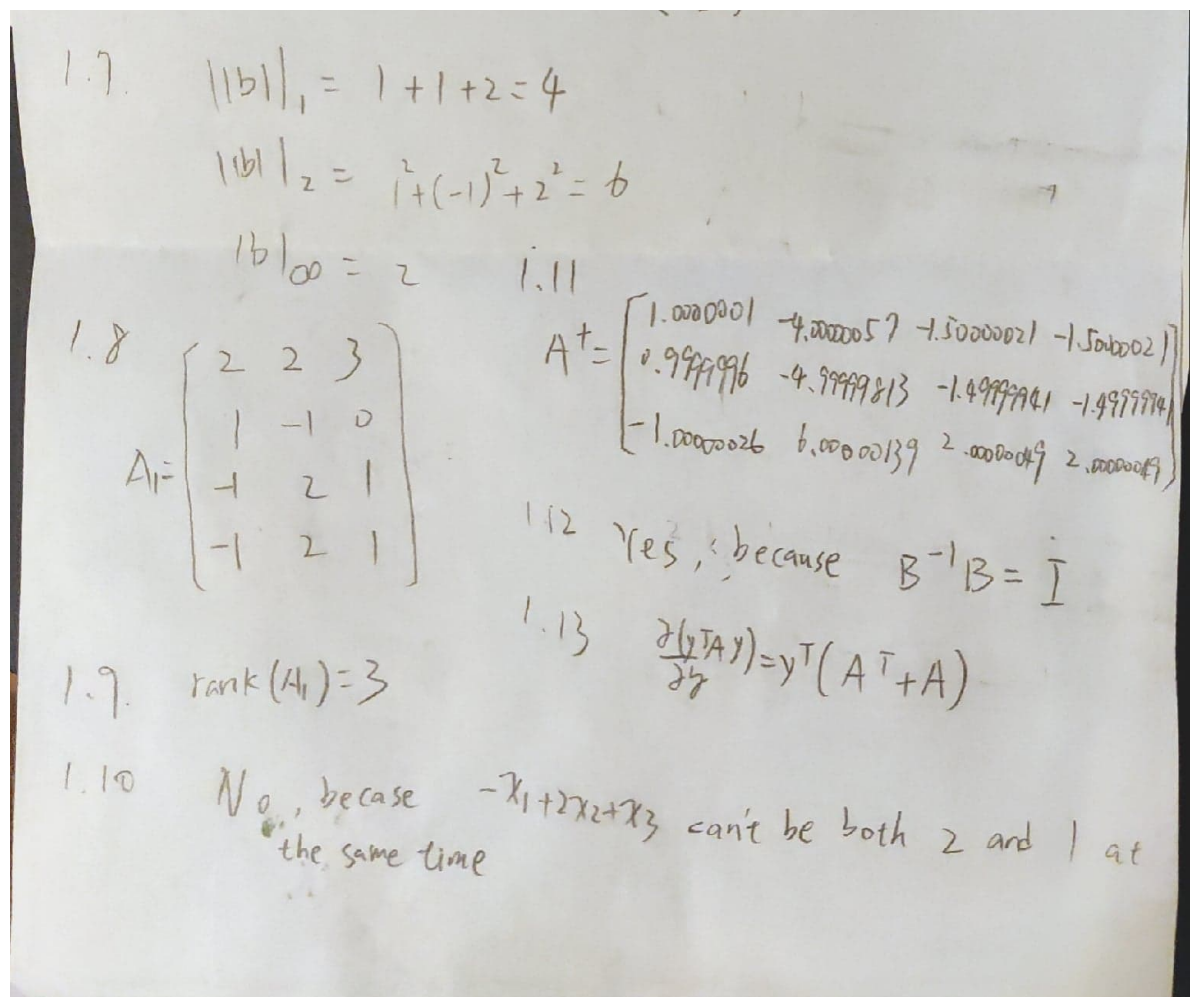 1.7. ||b||₁ = 1+1+2=4
||b||₂ = 1²+(-1)²+2²= 6
|b|∞ = 2
1.8 A₁= [2 2 3
1 -1 0
-1 2 1
-1 2 1]
1.9. rank(A₁)=3
1.10 No, becase -x₁+2x₂+x₃ can't be both 2 and 1 at
the same time
1.11
A⁺= [1.0000001 -4.00000057 -1.50000021 -1.50000021
0.9999996 -4.99999813 -1.49999941 -1.49999941
-1.00000026 6.00000139 2.00000049 2.00000049]
1.12 Yes, because B⁻¹B = I
1.13 ∂(yᵀAy)/∂y = yᵀ(Aᵀ+A)